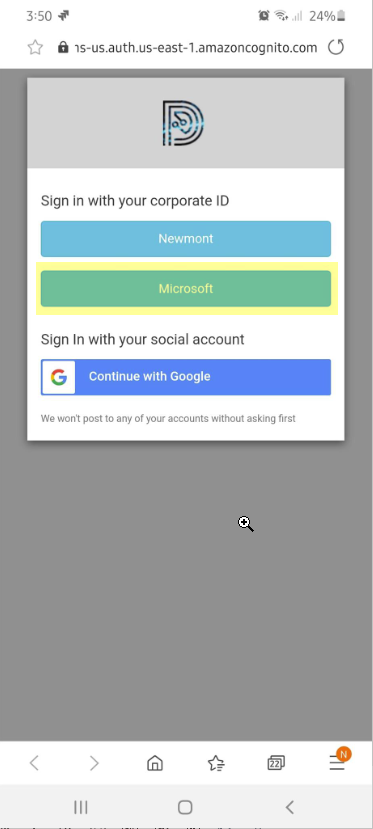 3:50 24%
ns-us.auth.us-east-1.amazoncognito.com
Sign in with your corporate ID
Newmont
Microsoft
Sign In with your social account
G Continue with Google
We won't post to any of your accounts without asking first
22 N